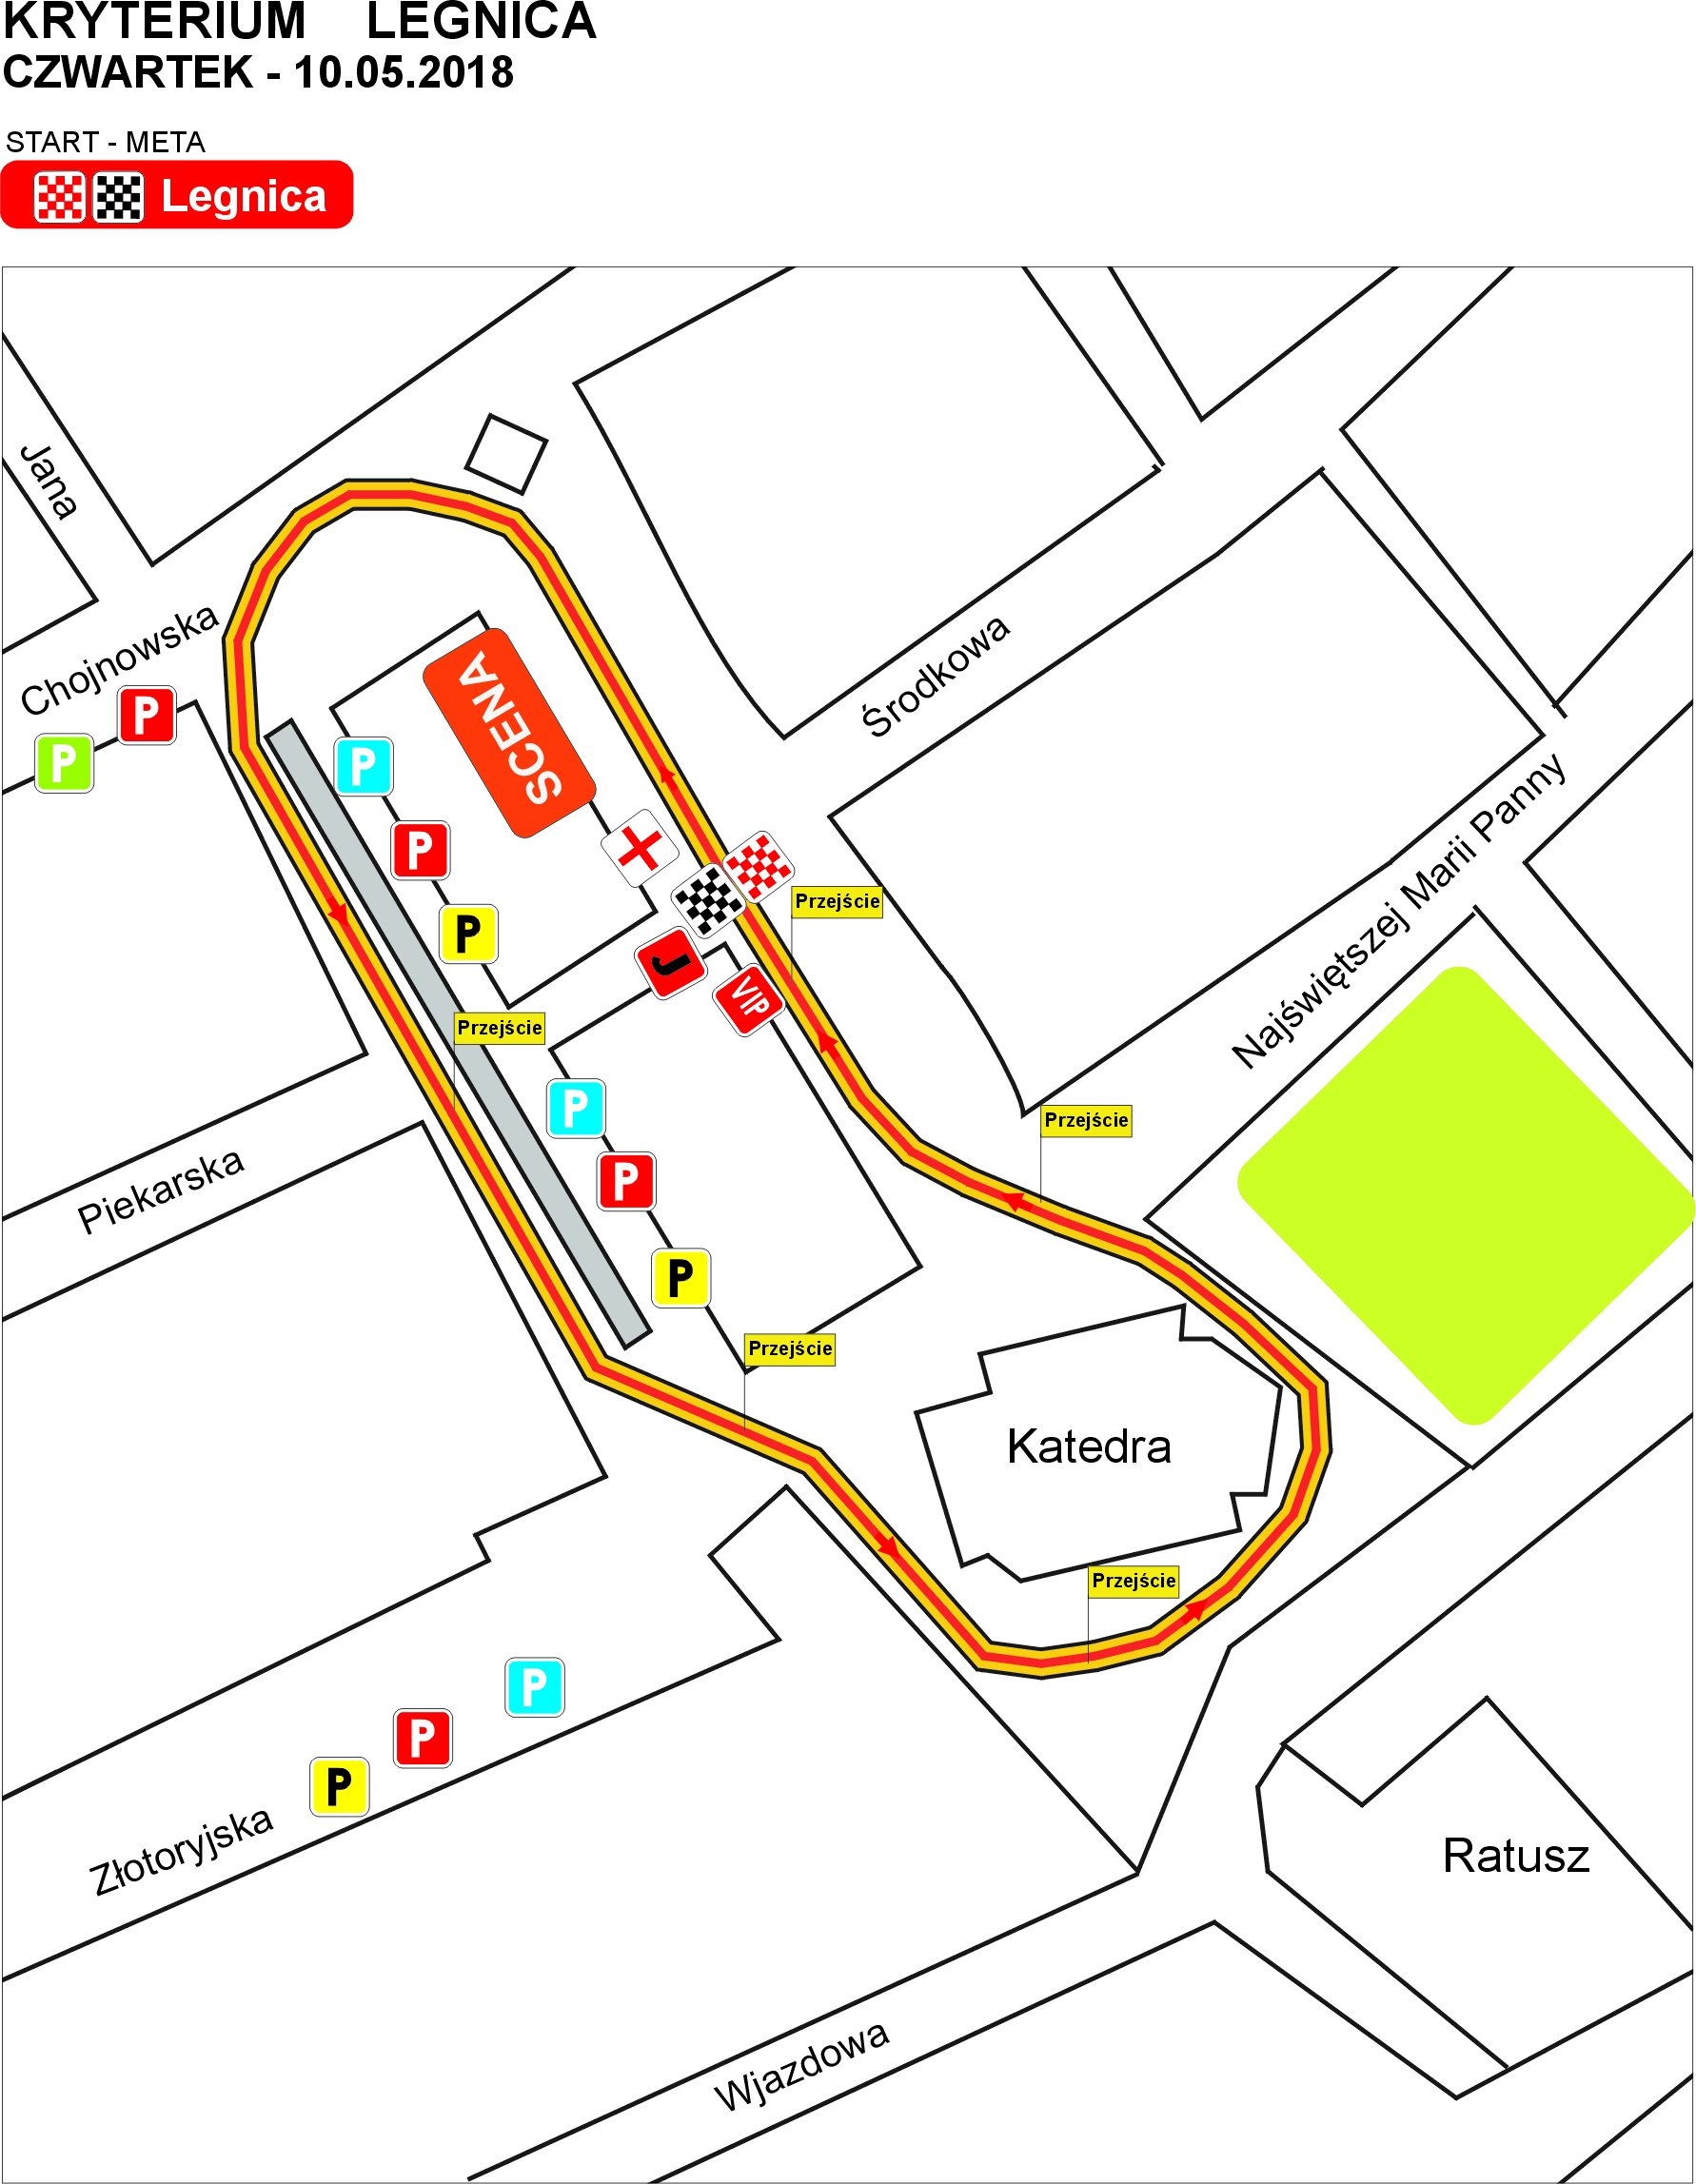 KRYTERIUM LEGNICA
CZWARTEK - 10.05.2018
START - META
Legnica
Jana
Chojnowska
P
P
SCENA
Środkowa
P
P
P
J
VIP
Przejście
Najświętszej Marii Panny
Przejście
Przejście
P
P
P
Piekarska
Przejście
Katedra
Przejście
P
P
P
Złotoryjska
Ratusz
Wjazdowa